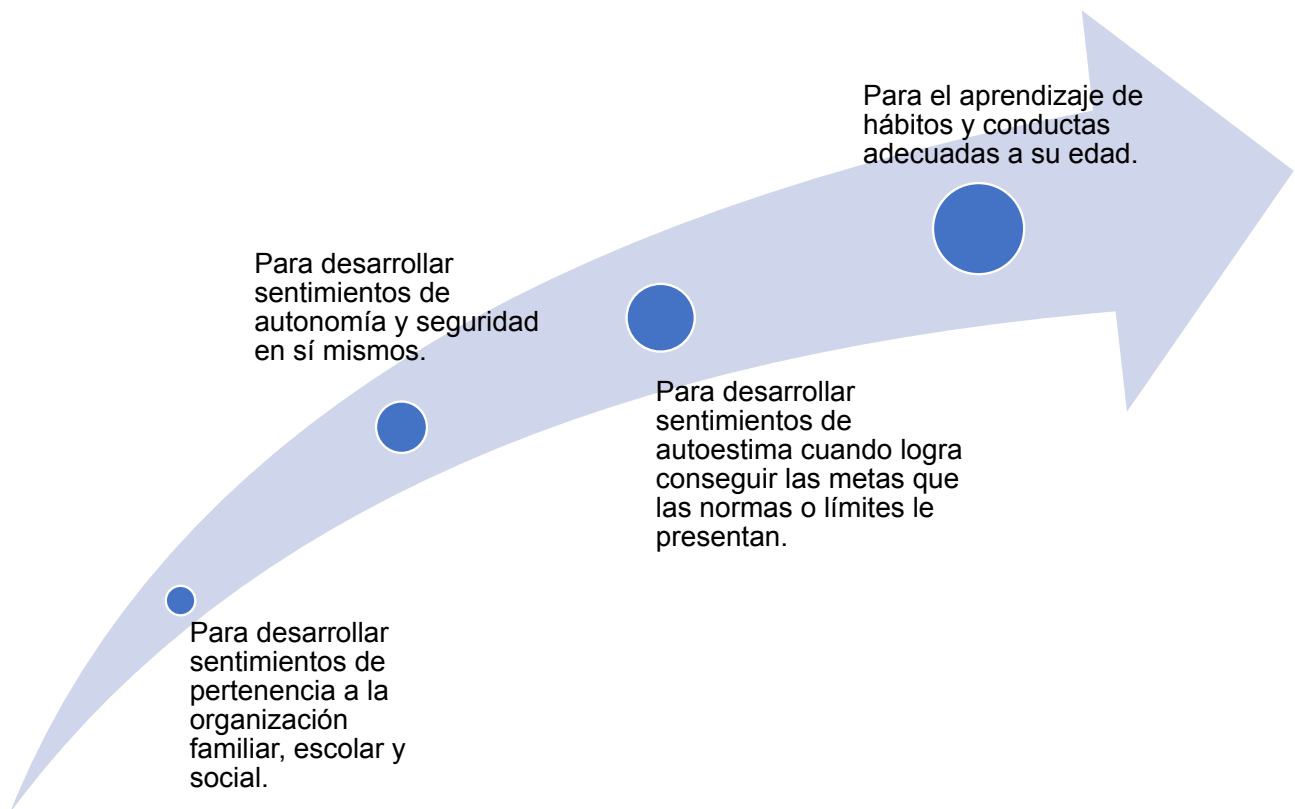 Para el aprendizaje de
hábitos y conductas
adecuadas a su edad.
Para desarrollar
sentimientos de
autonomía y seguridad
en sí mismos.
Para desarrollar
sentimientos de
autoestima cuando logra
conseguir las metas que
las normas o límites le
presentan.
Para desarrollar
sentimientos de
pertenencia a la
organización
familiar, escolar y
social.